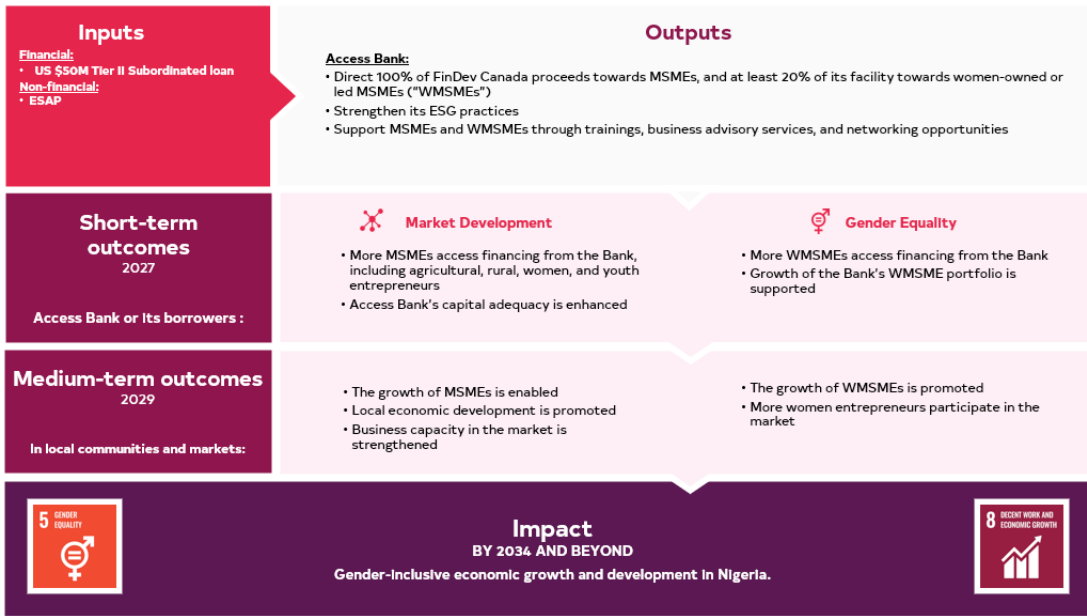 Inputs
Financial:
• US $50M Tier II Subordinated loan
Non-financial:
• ESAP
Outputs
Access Bank:
• Direct 100% of FinDev Canada proceeds towards MSMEs, and at least 20% of its facility towards women-owned or
led MSMEs ("WMSMEs")
• Strengthen its ESG practices
• Support MSMEs and WMSMEs through trainings, business advisory services, and networking opportunities
Short-term
outcomes
2027
Access Bank or its borrowers :
Market Development
• More MSMEs access financing from the Bank,
including agricultural, rural, women, and youth
entrepreneurs
• Access Bank's capital adequacy is enhanced
Gender Equality
• More WMSMEs access financing from the Bank
• Growth of the Bank's WMSME portfolio is
supported
Medium-term outcomes
2029
In local communities and markets:
• The growth of MSMEs is enabled
• Local economic development is promoted
• Business capacity in the market is
strengthened
• The growth of WMSMEs is promoted
• More women entrepreneurs participate in the
market
5 GENDER
EQUALITY
Impact
BY 2034 AND BEYOND
Gender-inclusive economic growth and development in Nigeria.
8 DECENT WORK AND
ECONOMIC GROWTH